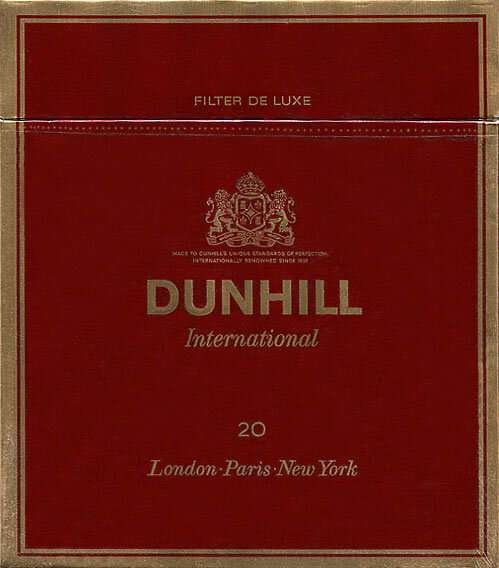 FILTER DE LUXE
MADE TO DUNHILL'S UNIQUE STANDARDS OF PERFECTION,
INTERNATIONALLY RENOWNED SINCE 1907
DUNHILL
International
20
London·Paris·New York